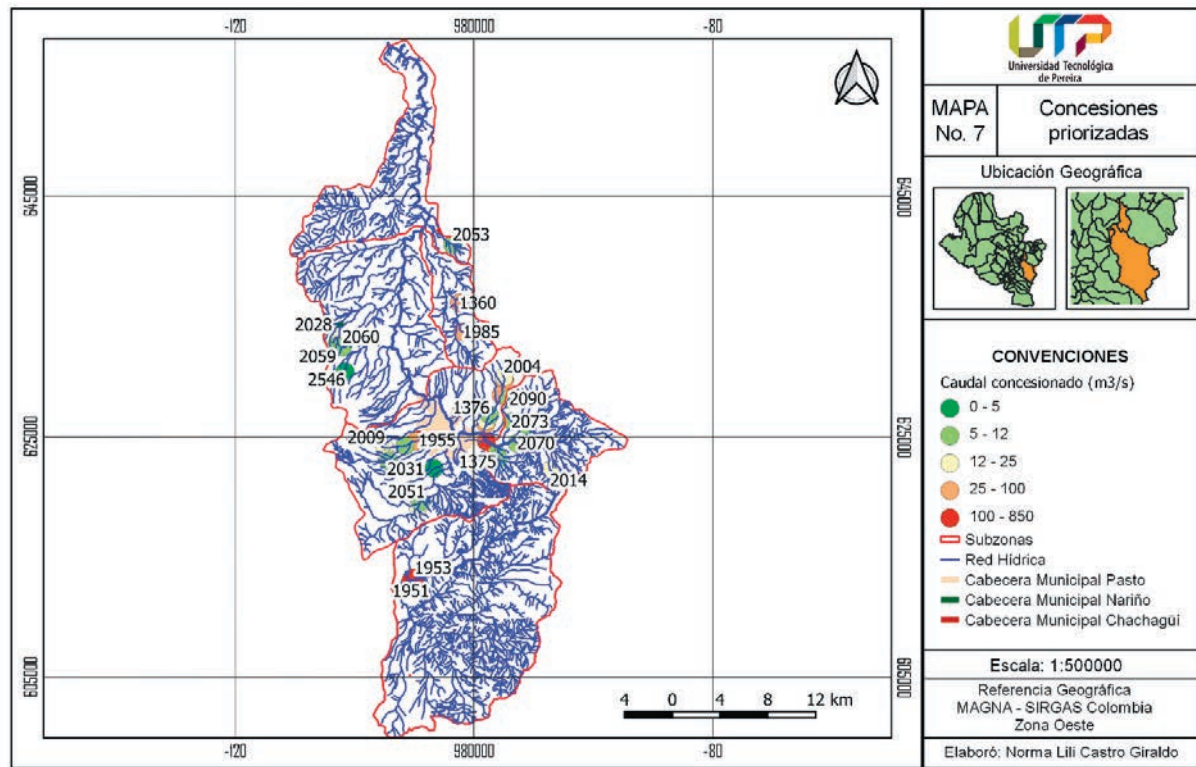 -120
980000
-80
645000
645000
2053
1360
1985
2028
2060
2059
2546
2004
2090
1376
2073
2009
1955
2070
1375
2031
2014
2051
1953
1951
625000
625000
605000
605000
4 0 4 8 12 km
-120
980000
-80
UTP
Universidad Tecnológica
de Pereira
MAPA
No. 7
Concesiones
priorizadas
Ubicación Geográfica
CONVENCIONES
Caudal concesionado (m3/s)
0 - 5
5 - 12
12 - 25
25 - 100
100 - 850
Subzonas
Red Hídrica
Cabecera Municipal Pasto
Cabecera Municipal Nariño
Cabecera Municipal Chachagüi
Escala: 1:500000
Referencia Geográfica
MAGNA - SIRGAS Colombia
Zona Oeste
Elaboró: Norma Lili Castro Giraldo